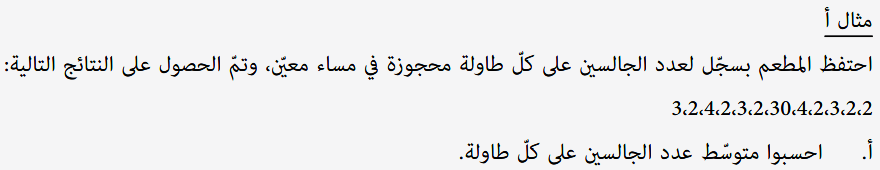 مثال أ
احتفظ المطعم بسجّل لعدد الجالسين على كلّ طاولة محجوزة في مساء معيّن، وتمّ الحصول على النتائج التالية:
3،2،4،2،3،2،30،4،2،3،2،2
أ. احسبوا متوسّط عدد الجالسين على كلّ طاولة.